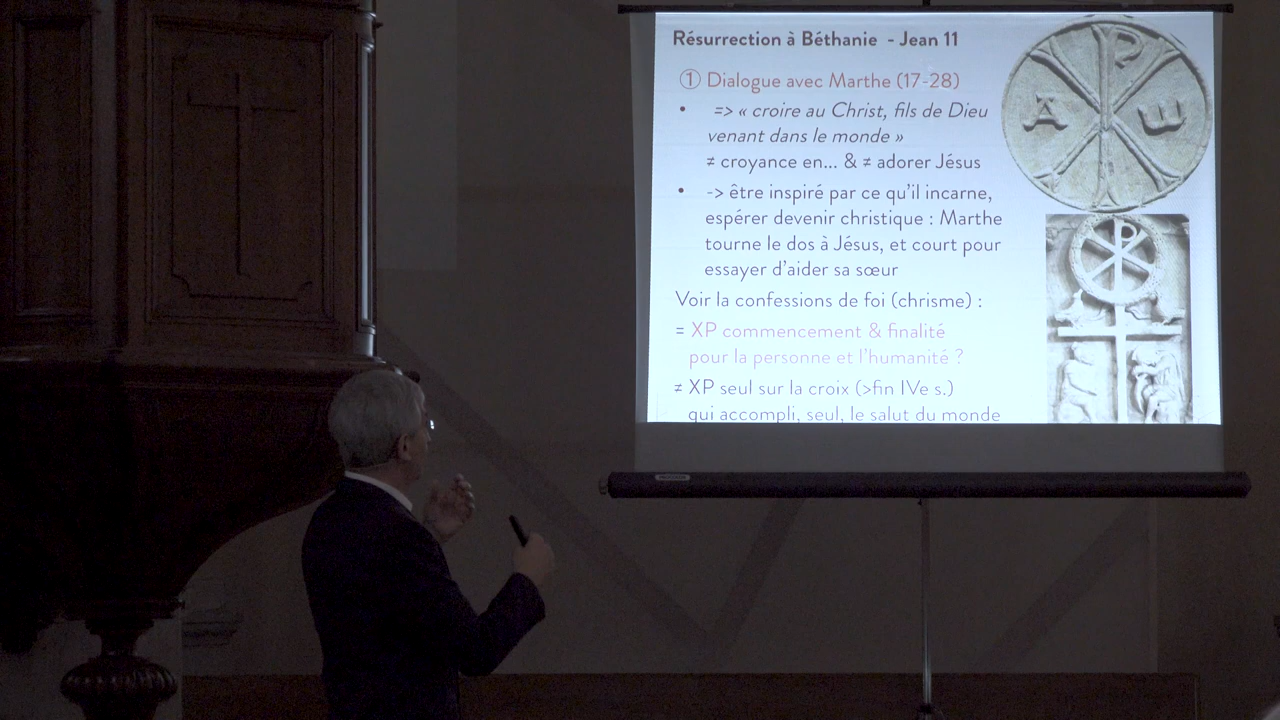 Résurrection à Béthanie - Jean 11
① Dialogue avec Marthe (17-28)
• => « croire au Christ, fils de Dieu
venant dans le monde »
≠ croyance en... & ≠ adorer Jésus
• -> être inspiré par ce qu'il incarne,
espérer devenir christique : Marthe
tourne le dos à Jésus, et court pour
essayer d'aider sa sœur
Voir la confessions de foi (chrisme) :
= XP commencement & finalité
pour la personne et l'humanité ?
≠ XP seul sur la croix (>fin IVe s.)
qui accompli, seul, le salut du monde
P
A ω
P